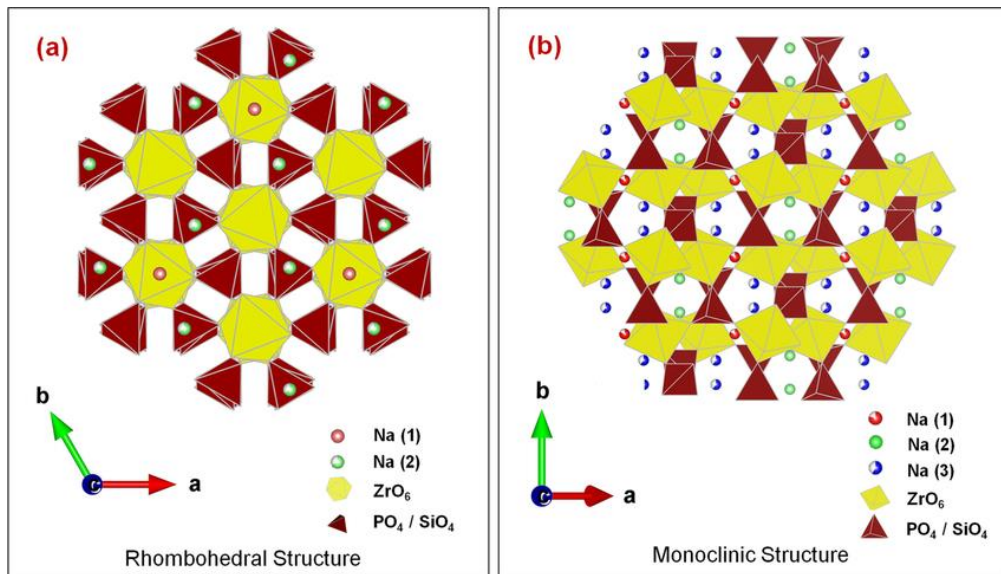 (a)
b
a
c
Na (1)
Na (2)
ZrO₆
PO₄ / SiO₄
Rhombohedral Structure
(b)
b
a
c
Na (1)
Na (2)
Na (3)
ZrO₆
PO₄ / SiO₄
Monoclinic Structure